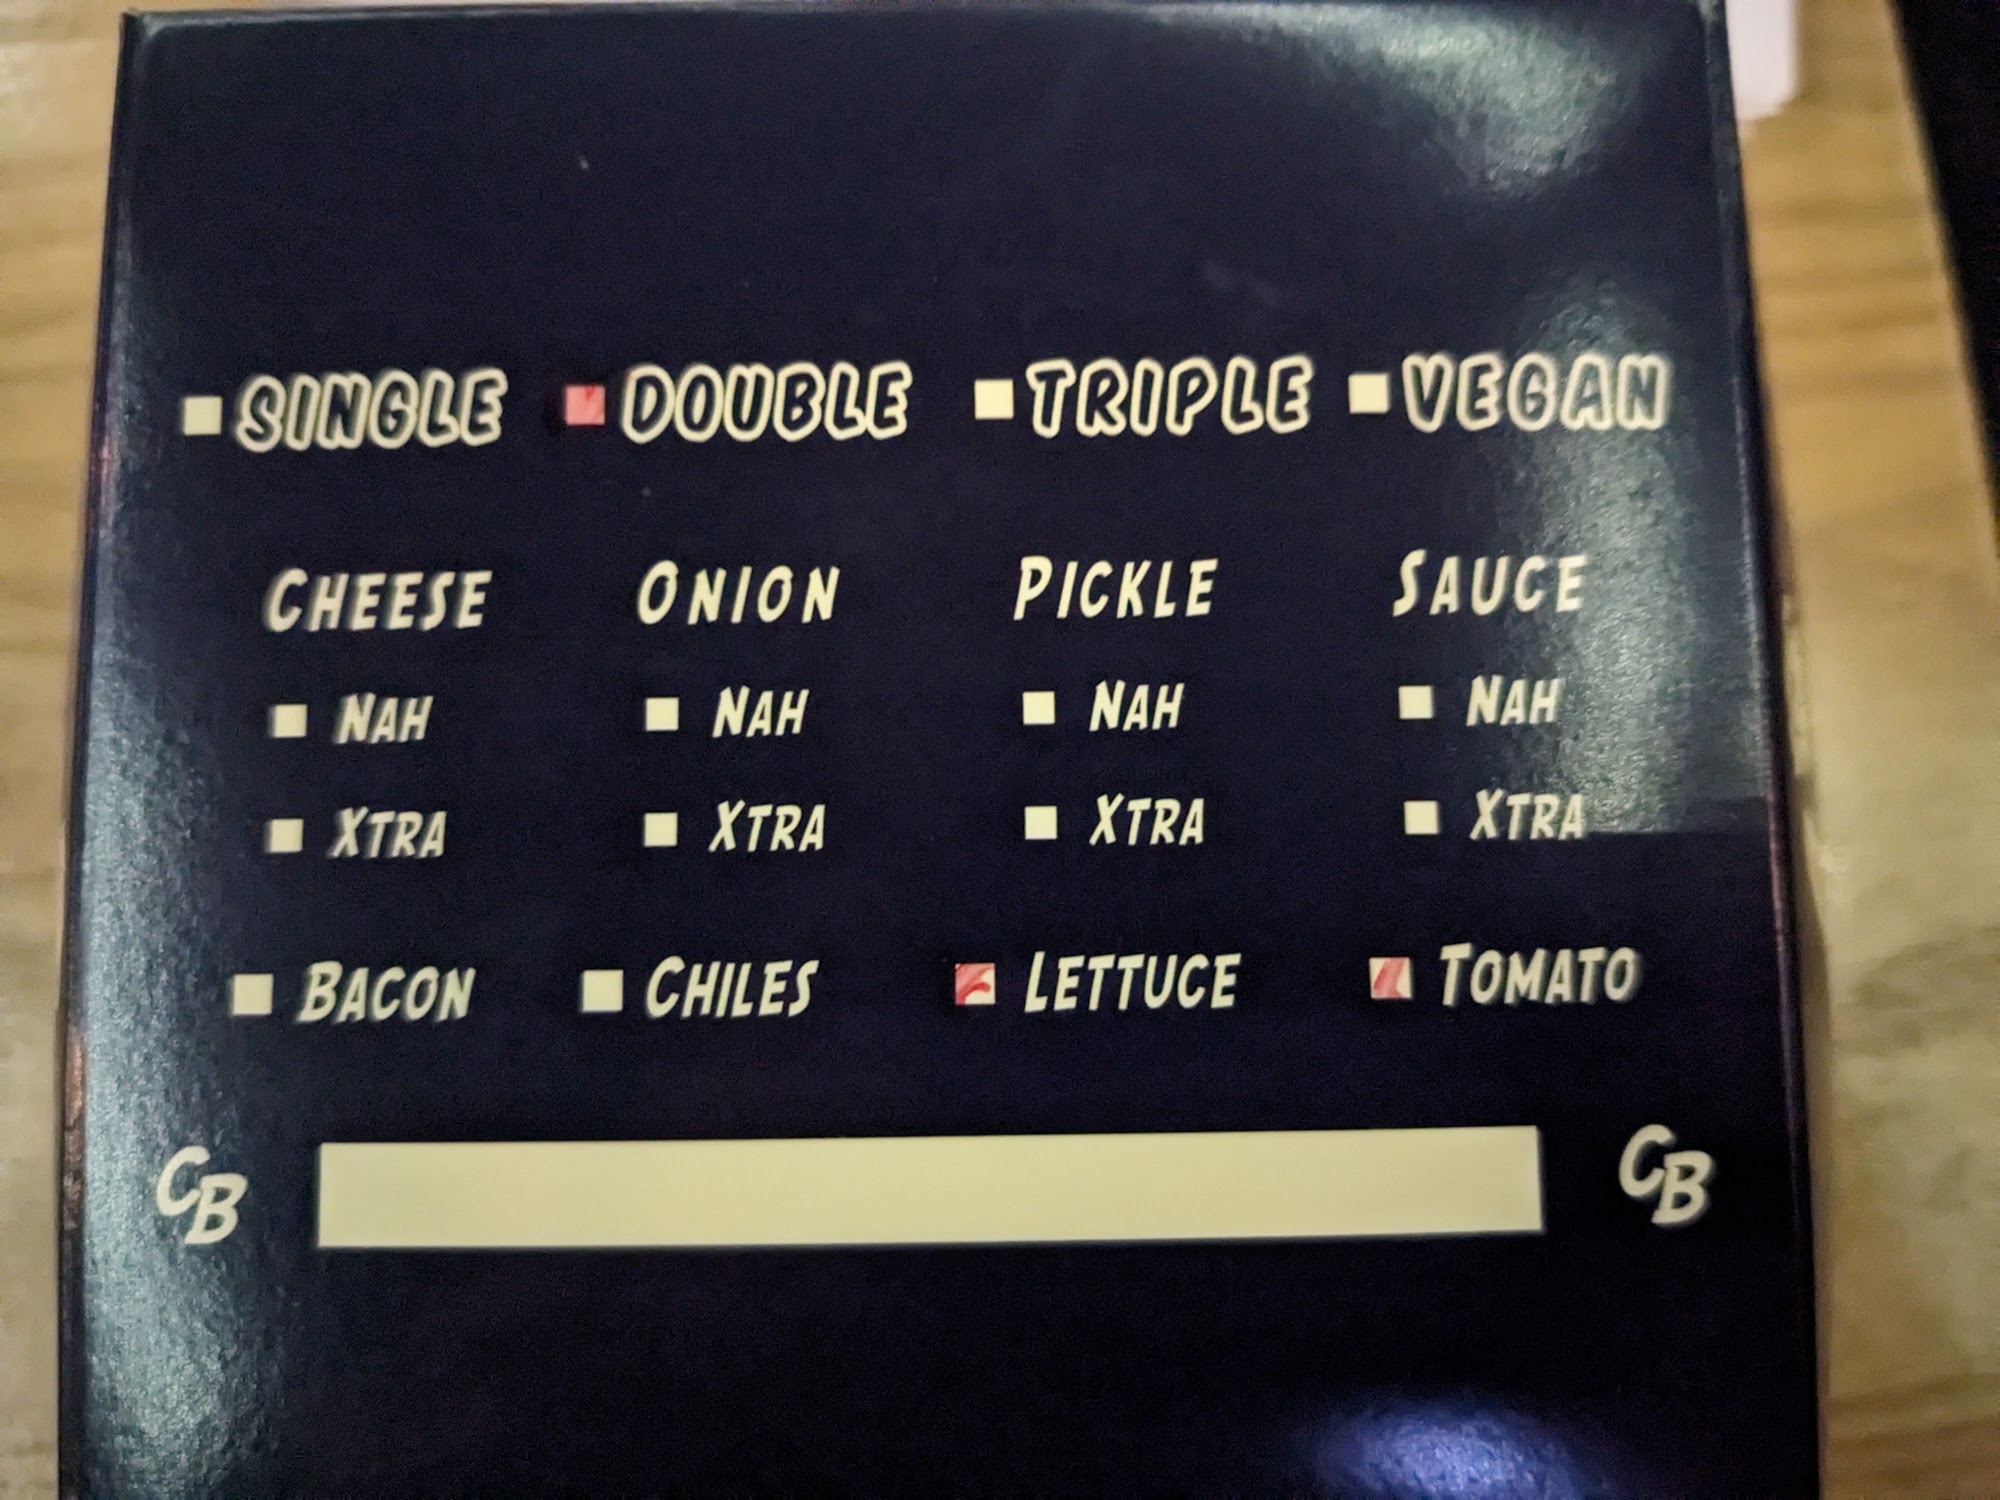 SINGLE DOUBLE TRIPLE VEGAN
CHEESE ONION PICKLE SAUCE
NAH NAH NAH NAH
XTRA XTRA XTRA XTRA
BACON CHILES LETTUCE TOMATO
CB CB